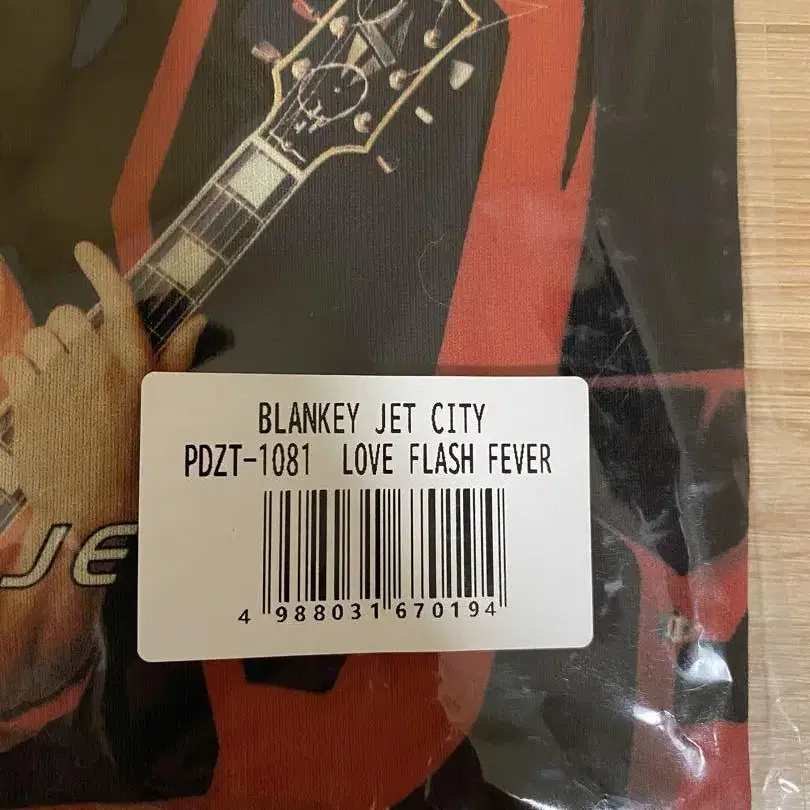 BLANKEY JET CITY
PDZT-1081 LOVE FLASH FEVER
4 988031 670194
JE